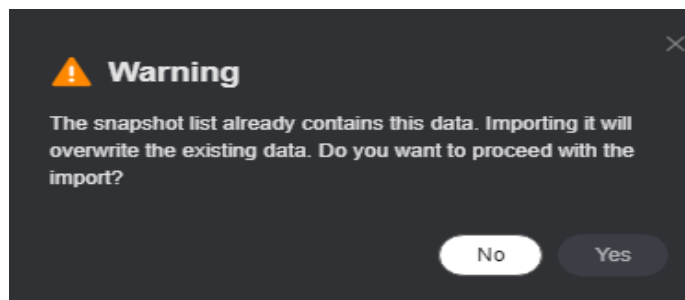 Warning
The snapshot list already contains this data. Importing it will
overwrite the existing data. Do you want to proceed with the
import?
No
Yes